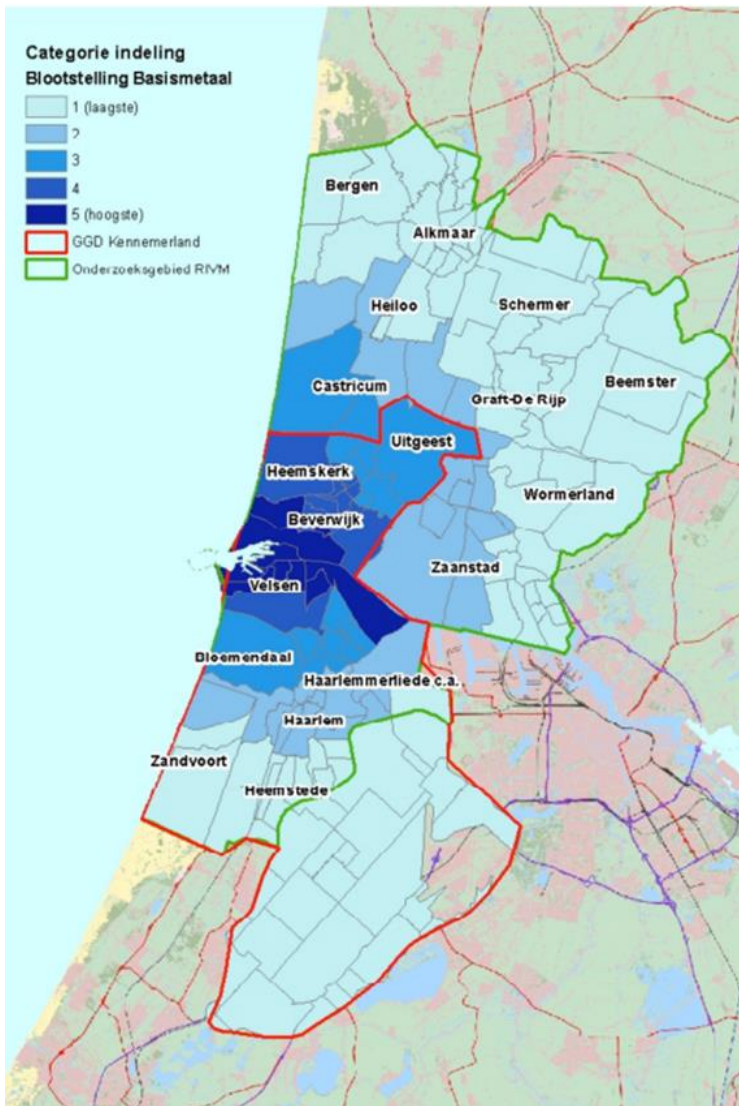 Categorie indeling
Blootstelling Basismetaal
1 (laagste)
2
3
4
5 (hoogste)
GGD Kennemerland
Onderzoeksgebied RIVM
Bergen
Alkmaar
Heiloo
Schermer
Castricum
Beemster
Graft-De Rijp
Uitgeest
Heemskerk
Wormerland
Beverwijk
Zaanstad
Velsen
Bloemendaal
Haarlemmerliede c.a.
Haarlem
Zandvoort
Heemstede